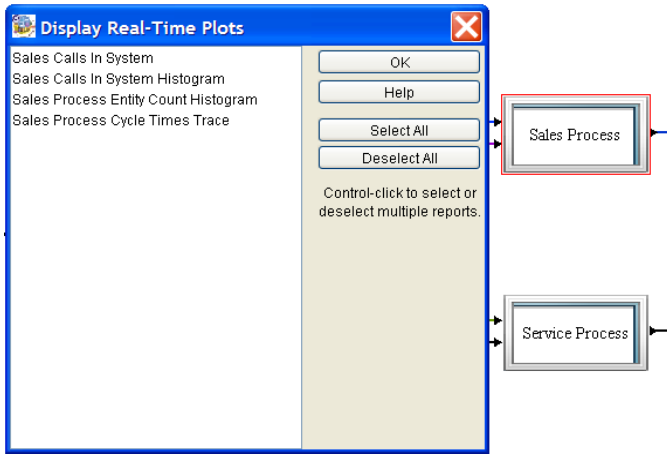 Display Real-Time Plots
Sales Calls In System
Sales Calls In System Histogram
Sales Process Entity Count Histogram
Sales Process Cycle Times Trace
OK
Help
Select All
Deselect All
Control-click to select or
deselect multiple reports.
Sales Process
Service Process